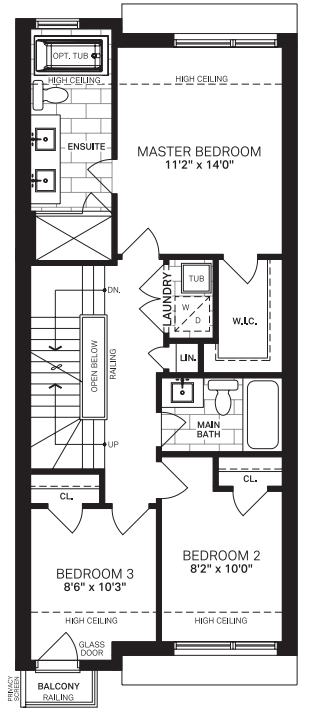 OPT. TUB
HIGH CEILING
HIGH CEILING
ENSUITE
MASTER BEDROOM
11'2" x 14'0"
DN.
LAUNDRY
TUB
W
D
W.I.C.
OPEN BELOW
RAILING
LIN.
UP
MAIN
BATH
CL.
CL.
BEDROOM 2
8'2" x 10'0"
BEDROOM 3
8'6" x 10'3"
HIGH CEILING
HIGH CEILING
GLASS
DOOR
PRIVACY
SCREEN
BALCONY
RAILING